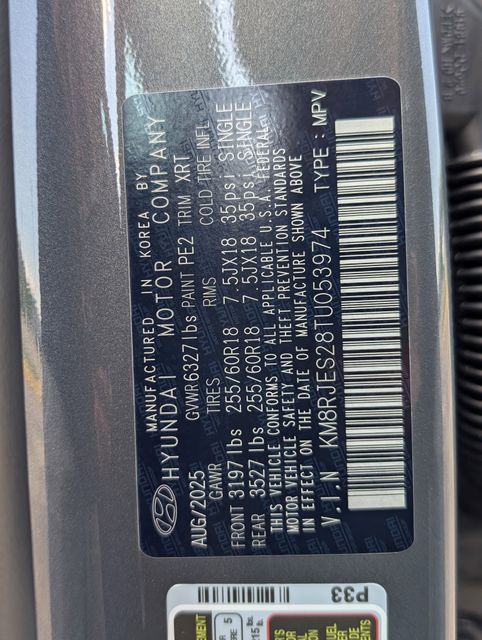 MANUFACTURED IN KOREA BY
HYUNDAI MOTOR COMPANY
AUG/2025 GVWR 6327lbs PAINT PE2 TRIM XRT
GAWR TIRES RIMS COLD TIRE INFL
FRONT 3197lbs 255/60R18 7.5JX18 35psi SINGLE
REAR 3527lbs 255/60R18 7.5JX18 35psi SINGLE
THIS VEHICLE CONFORMS TO ALL APPLICABLE U.S.A FEDERAL
MOTOR VEHICLE SAFETY AND THEFT PREVENTION STANDARDS
IN EFFECT ON THE DATE OF MANUFACTURE SHOWN ABOVE
V.I.N KM8RJES28TU053974 TYPE : MPV
P33
5